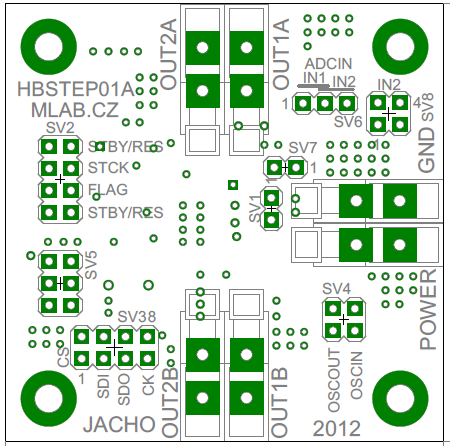 OUT2A
OUT1A
ADCIN
IN1
IN2
IN2
HBSTEP01A
MLAB.CZ
1
SV6
4
SV8
1
GND
SV2
STBY/RES
STCK
FLAG
STBY/RES
SV7
1
1
SV1
SV5
SV38
SV4
POWER
CS
1
SDI
SDO
CK
OSCOUT
OSCIN
JACHO
OUT2B
OUT1B
2012